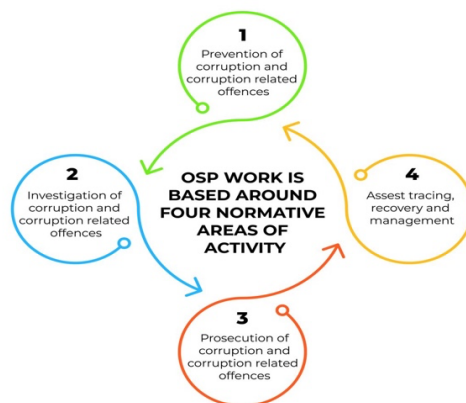 1
Prevention of
corruption and
corruption related
offences
2
Investigation of
corruption and
corruption related
offences
OSP WORK IS
BASED AROUND
FOUR NORMATIVE
AREAS OF
ACTIVITY
4
Assest tracing,
recovery and
management
3
Prosecution of
corruption and
corruption related
offences